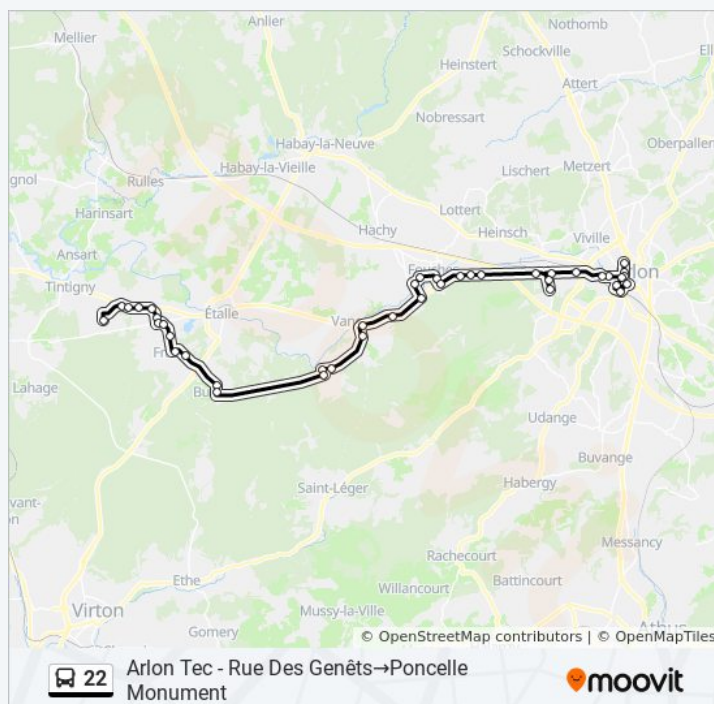 Mellier
Anlier
Nothomb
Schockville
Attert
Heinstert
Nobressart
Oberpallen
Habay-la-Neuve
Habay-la-Vieille
Rulles
Metzert
Lischert
Harinsart
Lottert
Viville
Hachy
Heinsch
Ansart
Tintigny
Étalle
Lahage
Udange
Buvange
Saint-Léger
Habergy
Messancy
Rachecourt
Battincourt
Ethe
Willancourt
Virton
Mussy-la-Ville
Gomery
© OpenStreetMap contributors | © OpenMapTiles
22
Arlon Tec - Rue Des Genêts→Poncelle
Monument
moovit